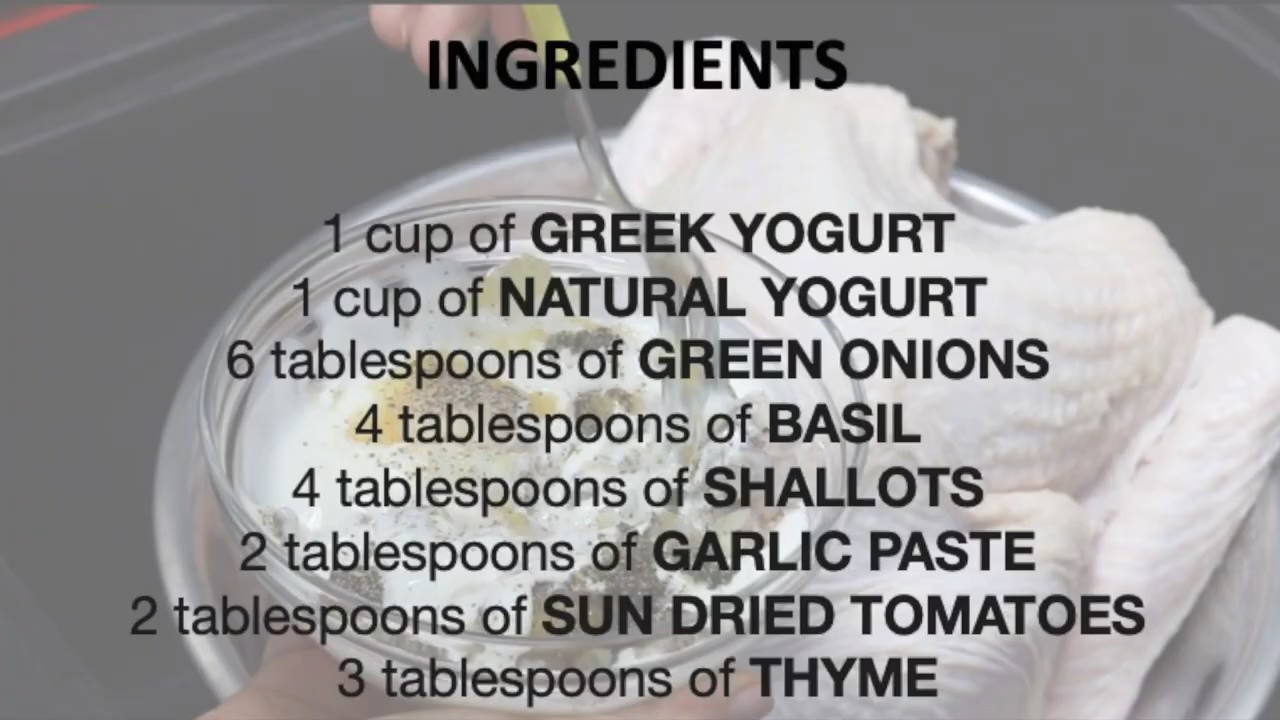 INGREDIENTS
1 cup of GREEK YOGURT
1 cup of NATURAL YOGURT
6 tablespoons of GREEN ONIONS
4 tablespoons of BASIL
4 tablespoons of SHALLOTS
2 tablespoons of GARLIC PASTE
2 tablespoons of SUN DRIED TOMATOES
3 tablespoons of THYME